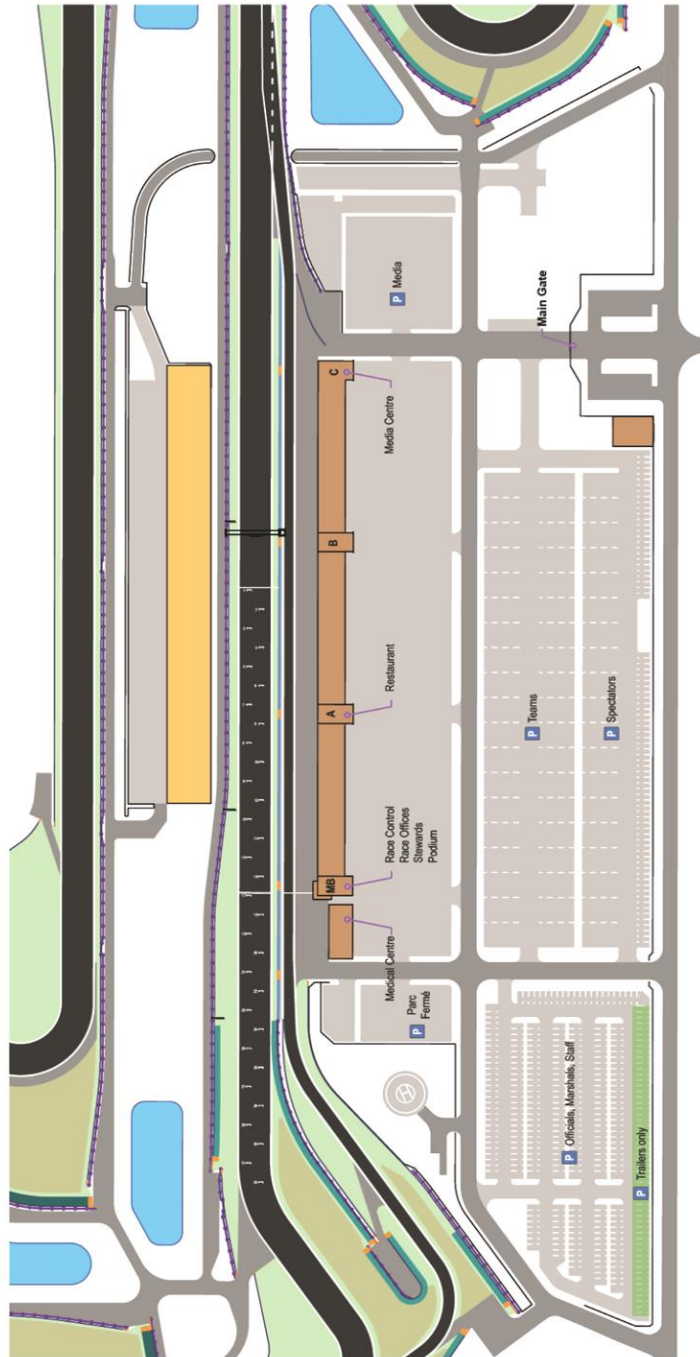 MB
A
B
C
Medical Centre
Race Control
Race Offices
Stewards
Podium
Restaurant
Media Centre
P Media
H
P Parc
Fermé
P Teams
Main Gate
P Officials, Marshals, Staff
P Spectators
P Trailers only